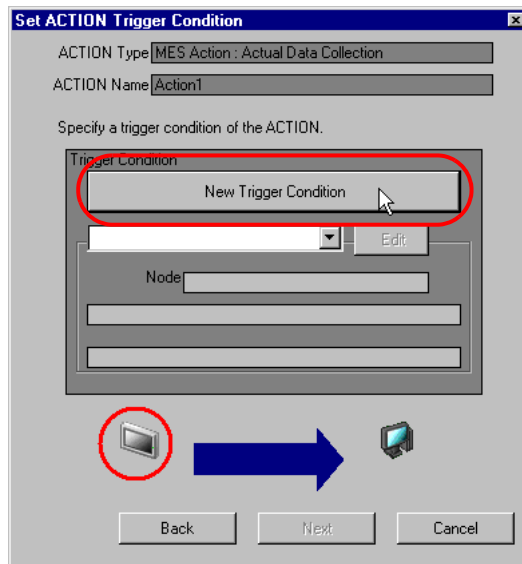 Set ACTION Trigger Condition
ACTION Type MES Action : Actual Data Collection
ACTION Name Action1
Specify a trigger condition of the ACTION.
Trigger Condition
New Trigger Condition
Edit
Node
Back Next Cancel